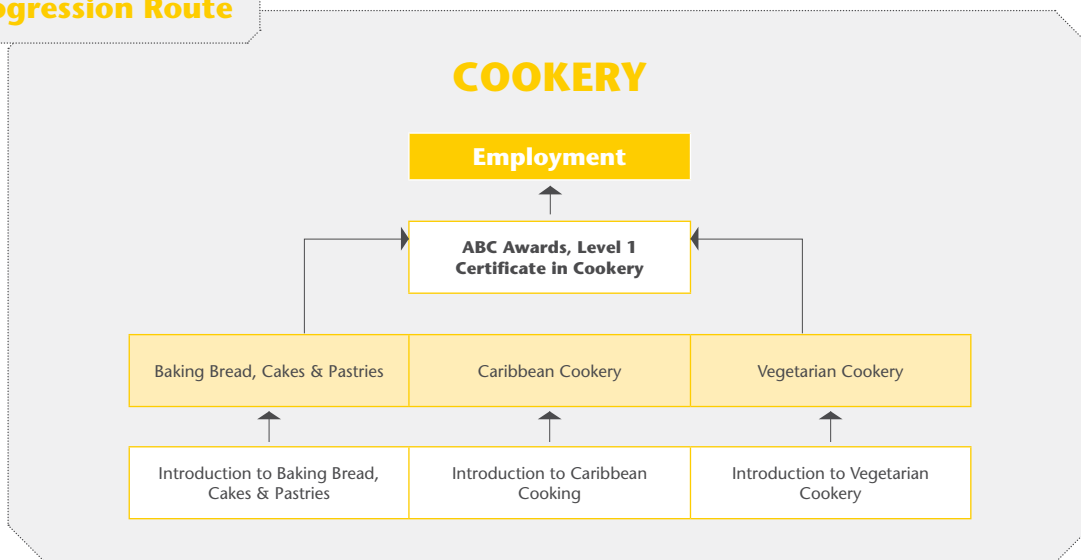 Route
COOKERY
Employment
ABC Awards, Level 1
Certificate in Cookery
Baking Bread, Cakes & Pastries
Caribbean Cookery
Vegetarian Cookery
Introduction to Baking Bread,
Cakes & Pastries
Introduction to Caribbean
Cooking
Introduction to Vegetarian
Cookery